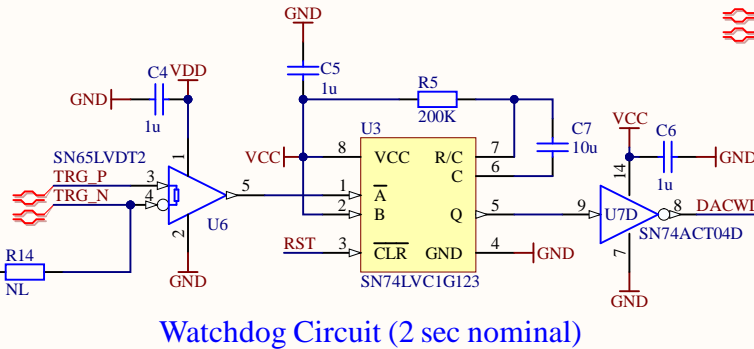 GND
C4
VDD
C5
1u
GND
1u
R5
200K
U3
C7
10u
VCC
C6
GND
1u
SN65LVDT2
1
VCC
8
VCC
R/C
7
C
6
14
TRG_P
3
TRG_N
4
5
U6
1
A
2
B
Q
5
9
U7D
8
DACWD
SN74ACT04D
2
RST
3
CLR
GND
4
GND
7
R14
NL
GND
SN74LVC1G123
GND
Watchdog Circuit (2 sec nominal)